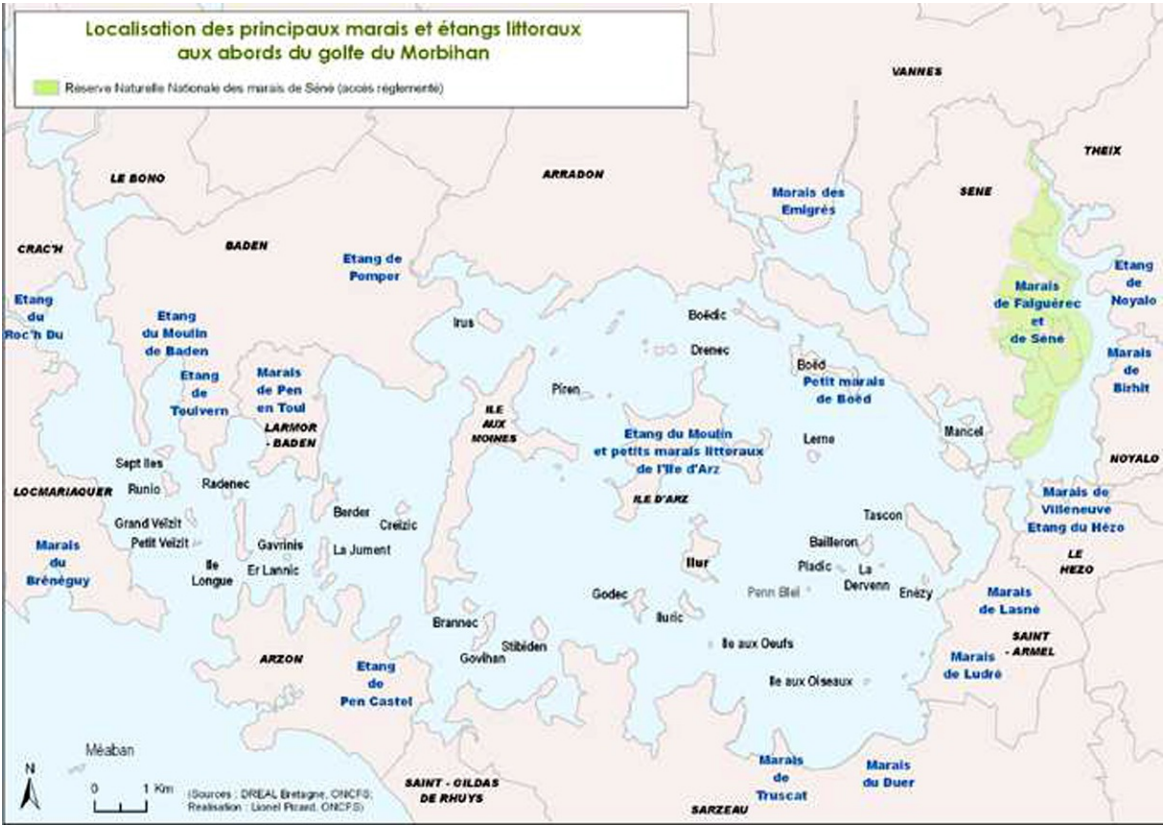 Localisation des principaux marais et étangs littoraux
aux abords du golfe du Morbihan
Réserve Naturelle Nationale des marais de Séné (accès réglementé)
VANNES
THEIX
LE BONO
ARRADON
SENE
Marais des
Emigrés
CRAC'H
BADEN
Etang de
Pomper
Etang
de
Noyalo
Etang
du
Roc'h Du
Marais
de Falguérec
et
de Séné
Etang
du Moulin
de Baden
Irus
Boëdic
Drenec
Marais
de
Birhit
Etang
de
Toulvern
Marais
de Pen
en Toul
Piren
Boëd
Petit marais
de Boëd
LARMOR
- BADEN
ILE
AUX
MOINES
Etang du Moulin
et petits marais littoraux
de l'Ile d'Arz
Lerne
Mancel
NOYALO
Sept Iles
Runio
Radenec
LOCMARIAQUER
ILE D'ARZ
Marais de
Villeneuve
Etang du Hézo
Berder
Creïzic
Grand Veïzit
Petit Veïzit
Gavrinis
La Jument
Tascon
Bailleron
Marais
du
Brénéguy
Ile
Longue
Er Lannic
Ilur
Pladic
La
Dervenn
LE
HEZO
Penn Bleï
Enézy
Godec
Iluric
Marais
de Lasné
Brannec
Stibiden
Govihan
Ile aux Oeufs
SAINT
- ARMEL
ARZON
Etang
de
Pen Castel
Marais
de Ludré
Ile aux Oiseaux
Méaban
Marais
de
Truscat
Marais
du Duer
SAINT - GILDAS
DE RHUYS
SARZEAU
N
0 1 Km
(Sources : DREAL Bretagne, ONCFS;
Réalisation : Lionel Picard, ONCFS)